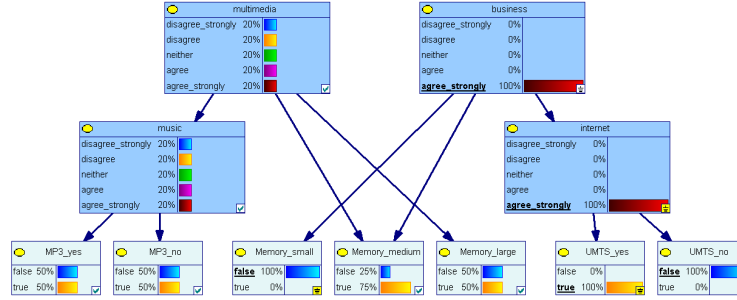 multimedia
disagree_strongly 20%
disagree 20%
neither 20%
agree 20%
agree_strongly 20%
business
disagree_strongly 0%
disagree 0%
neither 0%
agree 0%
agree_strongly 100%
music
disagree_strongly 20%
disagree 20%
neither 20%
agree 20%
agree_strongly 20%
internet
disagree_strongly 0%
disagree 0%
neither 0%
agree 0%
agree_strongly 100%
MP3_yes
false 50%
true 50%
MP3_no
false 50%
true 50%
Memory_small
false 100%
true 0%
Memory_medium
false 25%
true 75%
Memory_large
false 50%
true 50%
UMTS_yes
false 0%
true 100%
UMTS_no
false 100%
true 0%